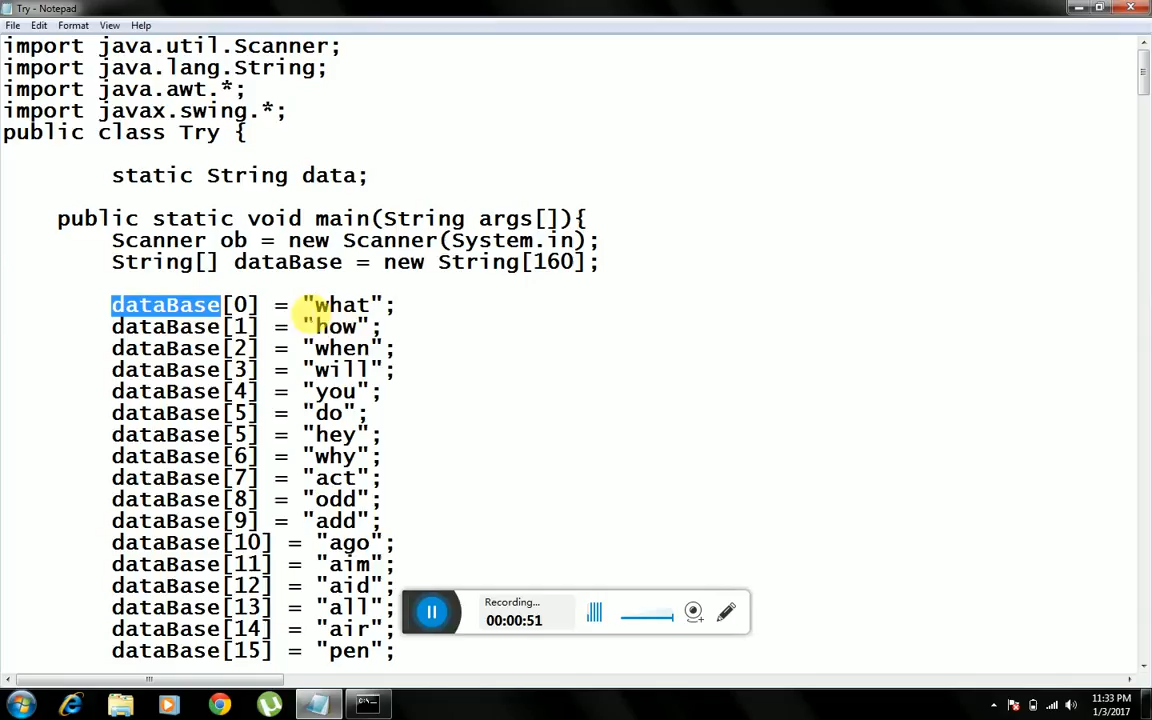 Try - Notepad
File Edit Format View Help
import java.util.Scanner;
import java.lang.String;
import java.awt.*;
import javax.swing.*;
public class Try {
static String data;
public static void main(String args[]){
Scanner ob = new Scanner(System.in);
String[] dataBase = new String[160];
dataBase[0] = "what";
dataBase[1] = "how";
dataBase[2] = "when";
dataBase[3] = "will";
dataBase[4] = "you";
dataBase[5] = "do";
dataBase[5] = "hey";
dataBase[6] = "why";
dataBase[7] = "act";
dataBase[8] = "odd";
dataBase[9] = "add";
dataBase[10] = "ago";
dataBase[11] = "aim";
dataBase[12] = "aid";
dataBase[13] = "all";
dataBase[14] = "air";
dataBase[15] = "pen";
Recording...
00:00:51
11:33 PM
1/3/2017